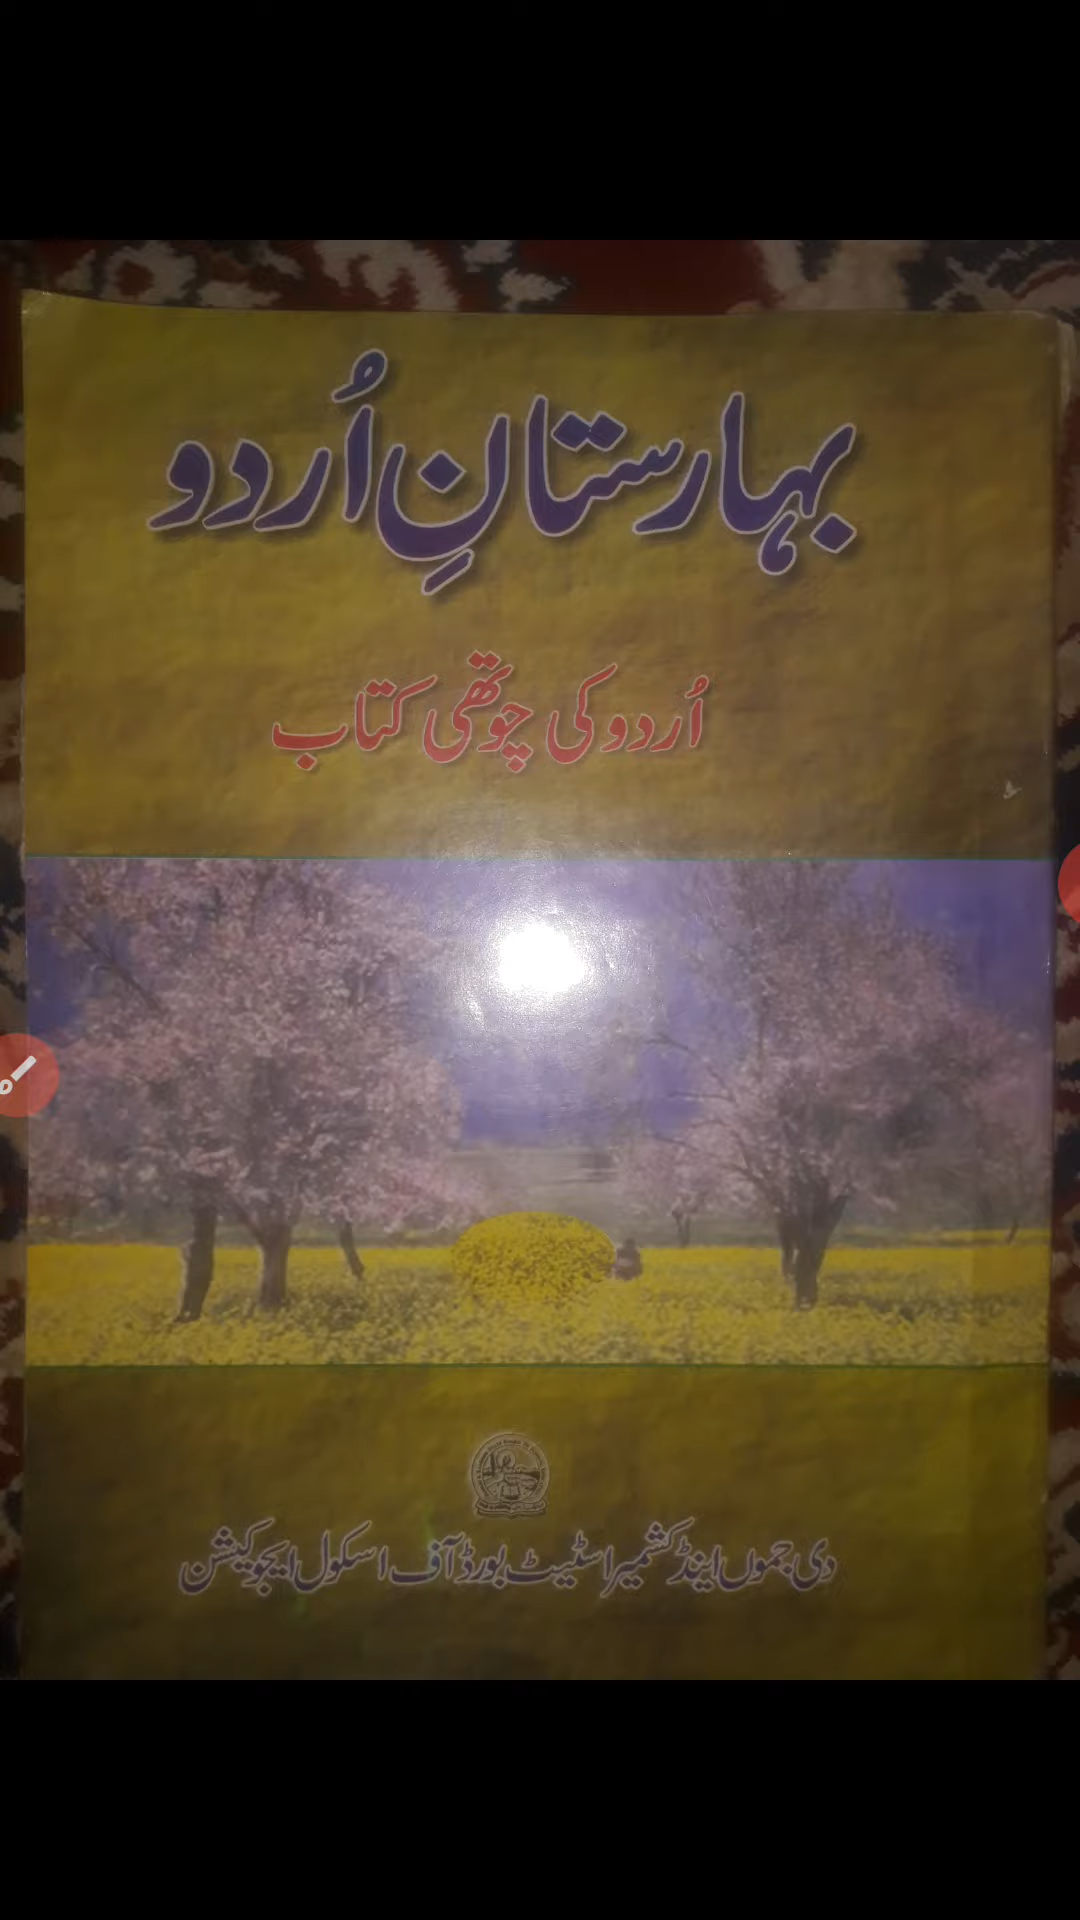 بہارستانِ اُردو
اُردو کی چوتھی کتاب
دی جموں اینڈ کشمیر اسٹیٹ بورڈ آف اسکول ایجوکیشن